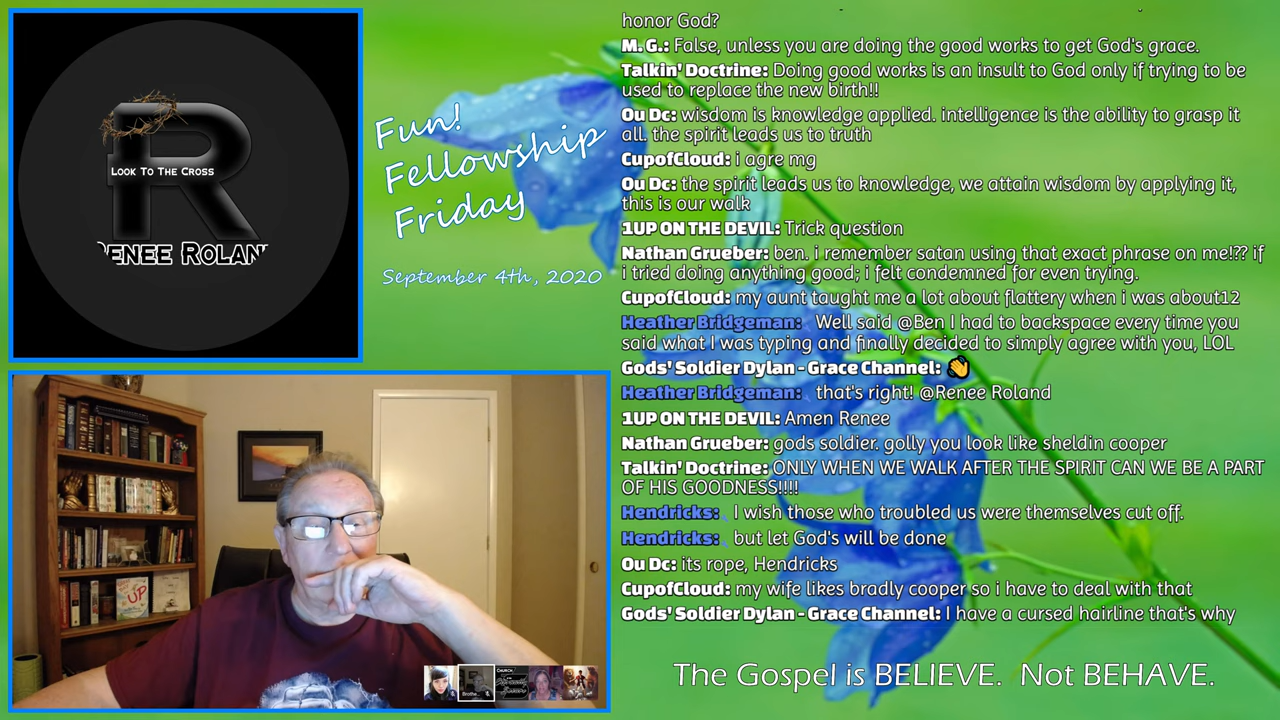 LOOK TO THE CROSS
ENEE ROLAN
Fun!
Fellowship
Friday
September 4th, 2020
honor God?
M. G.: False, unless you are doing the good works to get God's grace.
Talkin' Doctrine: Doing good works is an insult to God only if trying to be
used to replace the new birth!!
Ou Dc: wisdom is knowledge applied. intelligence is the ability to grasp it
all. the spirit leads us to truth
CupofCloud: i agre mg
Ou Dc: the spirit leads us to knowledge, we attain wisdom by applying it,
this is our walk
1UP ON THE DEVIL: Trick question
Nathan Grueber: ben. i remember satan using that exact phrase on me!?? if
i tried doing anything good; i felt condemned for even trying.
CupofCloud: my aunt taught me a lot about flattery when i was about12
Heather Bridgeman: Well said @Ben I had to backspace every time you
said what I was typing and finally decided to simply agree with you, LOL
Gods' Soldier Dylan - Grace Channel: 👏
Heather Bridgeman: that's right! @Renee Roland
1UP ON THE DEVIL: Amen Renee
Nathan Grueber: gods soldier. golly you look like sheldin cooper
Talkin' Doctrine: ONLY WHEN WE WALK AFTER THE SPIRIT CAN WE BE A PART
OF HIS GOODNESS!!!!
Hendricks: I wish those who troubled us were themselves cut off.
Hendricks: but let God's will be done
Ou Dc: its rope, Hendricks
CupofCloud: my wife likes bradly cooper so i have to deal with that
Gods' Soldier Dylan - Grace Channel: I have a cursed hairline that's why
UP
Brothe...
CHURCH
The Gospel is BELIEVE. Not BEHAVE.